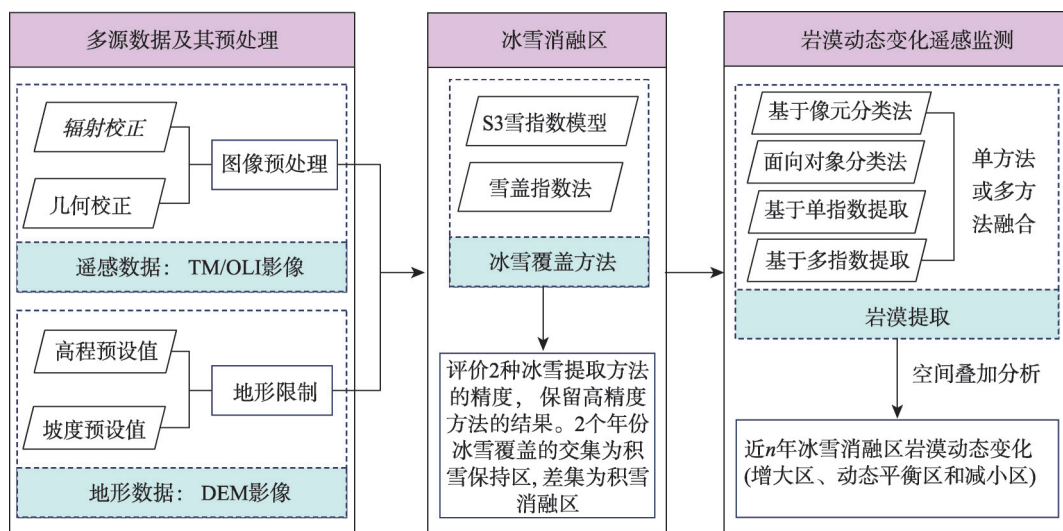 多源数据及其预处理
辐射校正
几何校正
图像预处理
遥感数据： TM/OLI影像
高程预设值
坡度预设值
地形限制
地形数据： DEM影像
冰雪消融区
S3雪指数模型
雪盖指数法
冰雪覆盖方法
评价2种冰雪提取方法
的精度， 保留高精度
方法的结果。2个年份
冰雪覆盖的交集为积
雪保持区, 差集为积雪
消融区
岩漠动态变化遥感监测
基于像元分类法
面向对象分类法
基于单指数提取
基于多指数提取
单方法
或多方
法融合
岩漠提取
空间叠加分析
近n年冰雪消融区岩漠动态变化
(增大区、动态平衡区和减小区)